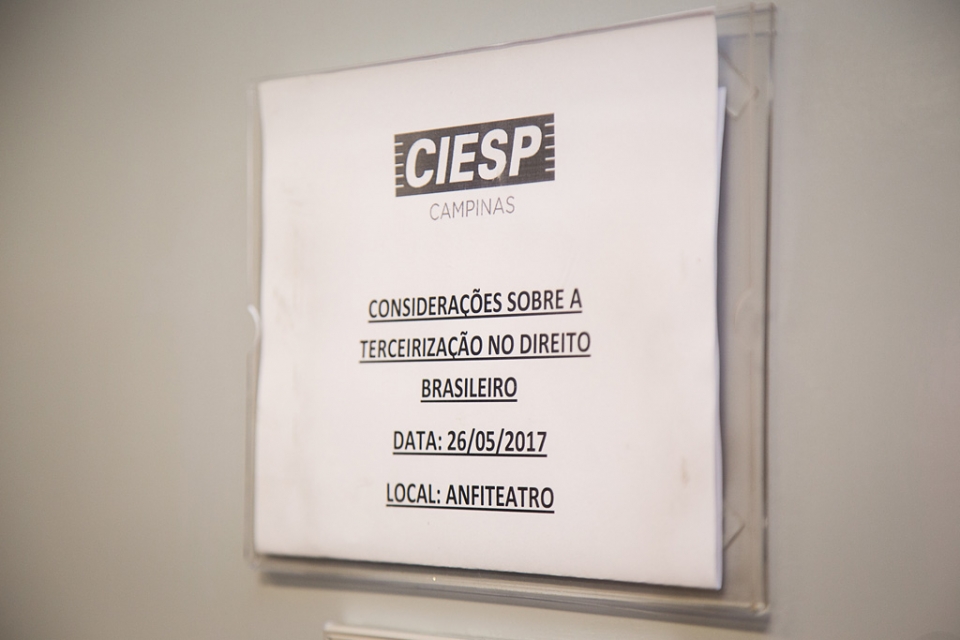 CIESP
CAMPINAS
CONSIDERAÇÕES SOBRE A
TERCEIRIZAÇÃO NO DIREITO
BRASILEIRO
DATA: 26/05/2017
LOCAL: ANFITEATRO